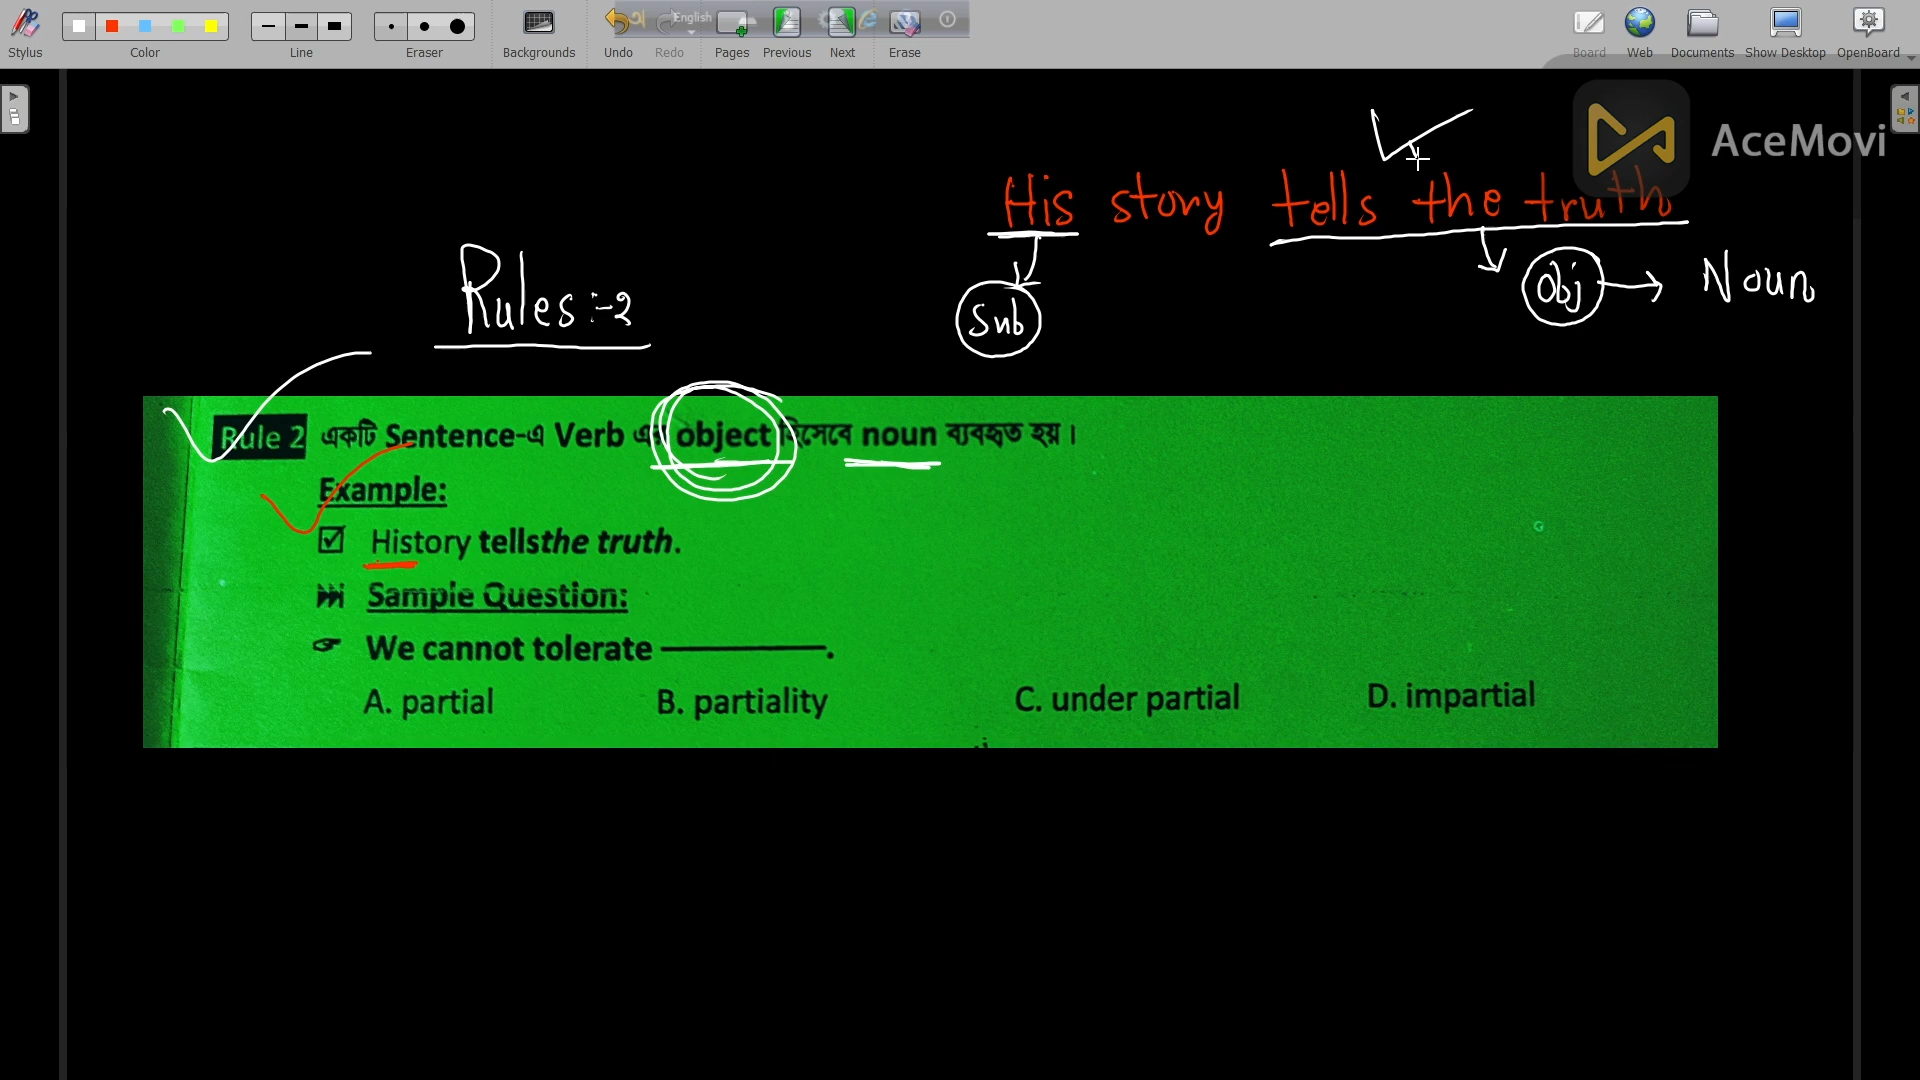 Stylus Color Line Eraser Backgrounds Undo Redo Pages Previous Next Erase Board Web Documents Show Desktop OpenBoard
English
AceMovi
His story tells the truth
Sub
Obj → Noun
Rules :- 2
Rule 2 একটি Sentence-এ Verb এর object হিসেবে noun ব্যবহৃত হয়।
Example:
☑ History tellsthe truth.
Sample Question:
☞ We cannot tolerate ————.
A. partial B. partiality C. under partial D. impartial